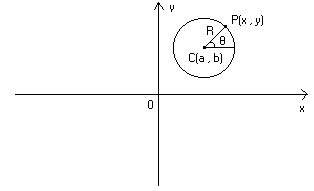 y
P(x , y)
R
θ
C(a , b)
0
x